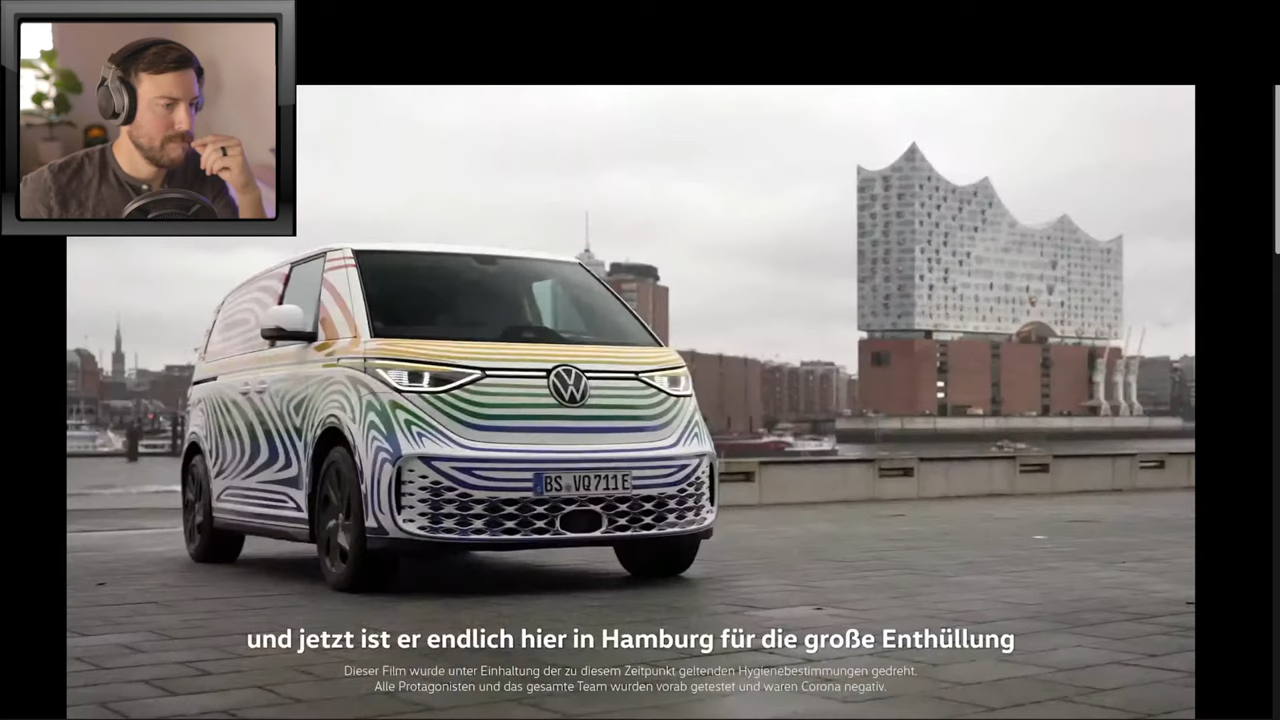 BS VQ711E
und jetzt ist er endlich hier in Hamburg für die große Enthüllung
Dieser Film wurde unter Einhaltung der zu diesem Zeitpunkt geltenden Hygienebestimmungen gedreht.
Alle Protagonisten und das gesamte Team wurden vorab getestet und waren Corona negativ.